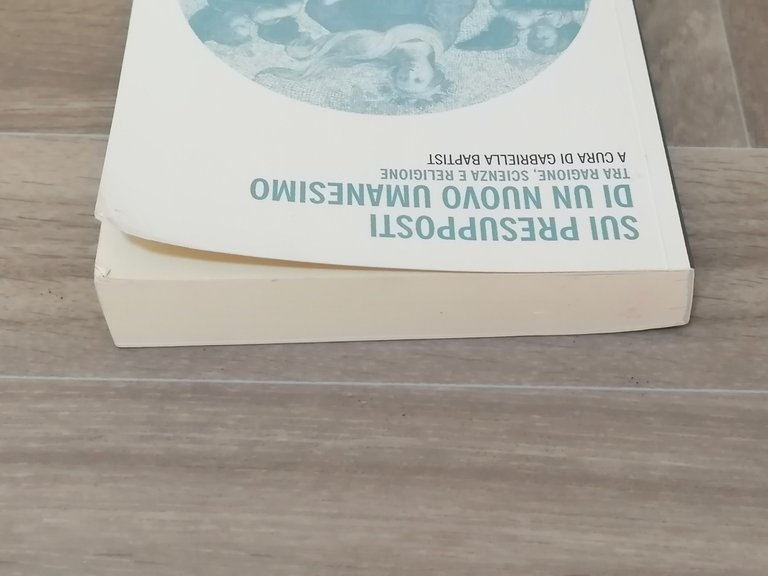 SUI PRESUPPOSTI
DI UN NUOVO UMANESIMO
TRA RAGIONE, SCIENZA E RELIGIONE
A CURA DI GABRIELLA BAPTIST